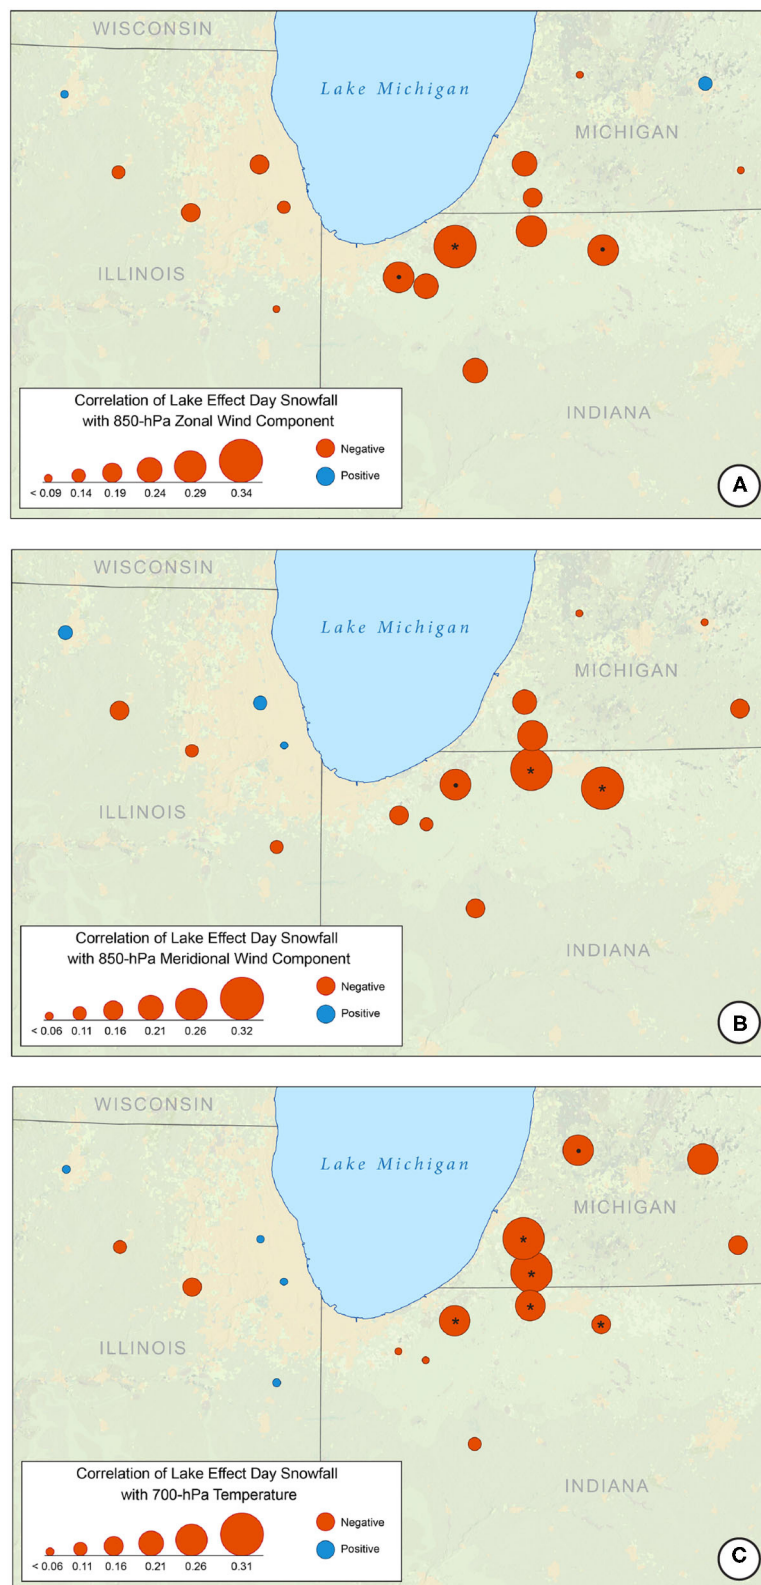 WISCONSIN
Lake Michigan
MICHIGAN
ILLINOIS
*
INDIANA
Correlation of Lake Effect Day Snowfall
with 850-hPa Zonal Wind Component
Negative
Positive
< 0.09 0.14 0.19 0.24 0.29 0.34
A
WISCONSIN
Lake Michigan
MICHIGAN
* *
ILLINOIS
INDIANA
Correlation of Lake Effect Day Snowfall
with 850-hPa Meridional Wind Component
Negative
Positive
< 0.06 0.11 0.16 0.21 0.26 0.32
B
WISCONSIN
Lake Michigan
MICHIGAN
*
*
*
* *
ILLINOIS
INDIANA
Correlation of Lake Effect Day Snowfall
with 700-hPa Temperature
Negative
Positive
< 0.06 0.11 0.16 0.21 0.26 0.31
C